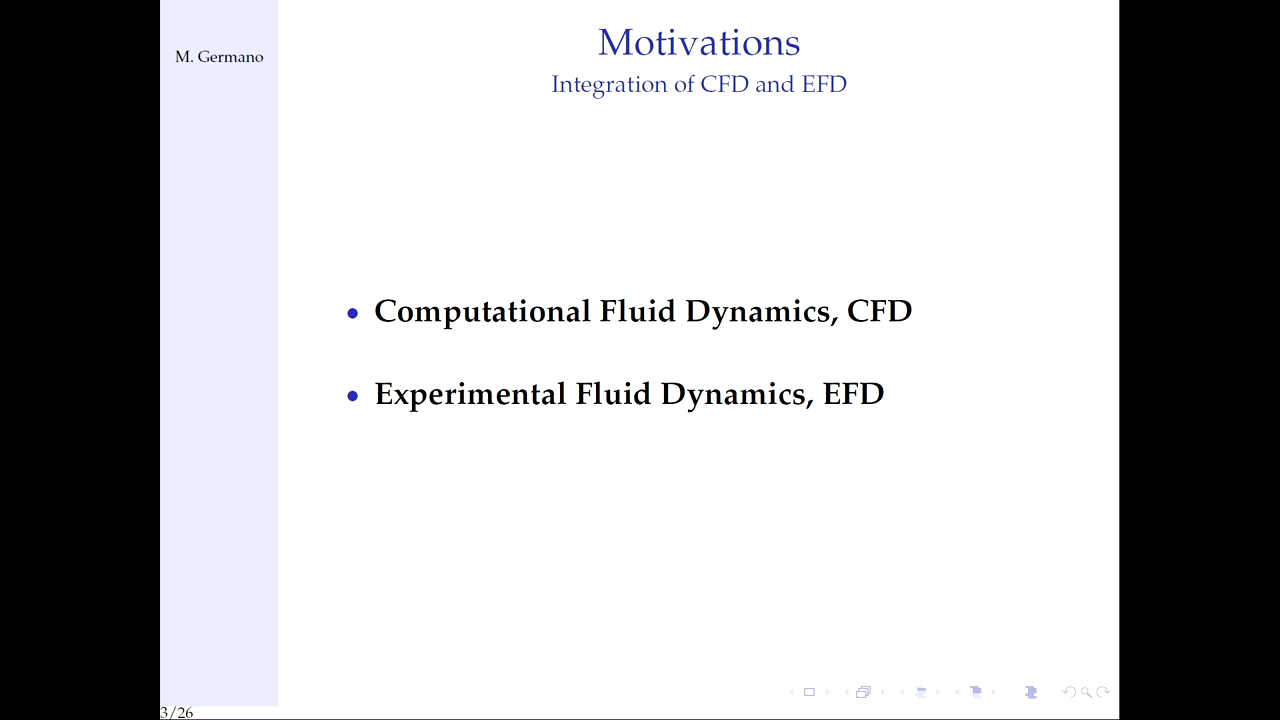 M. Germano
Motivations
Integration of CFD and EFD
• Computational Fluid Dynamics, CFD
• Experimental Fluid Dynamics, EFD
3/26